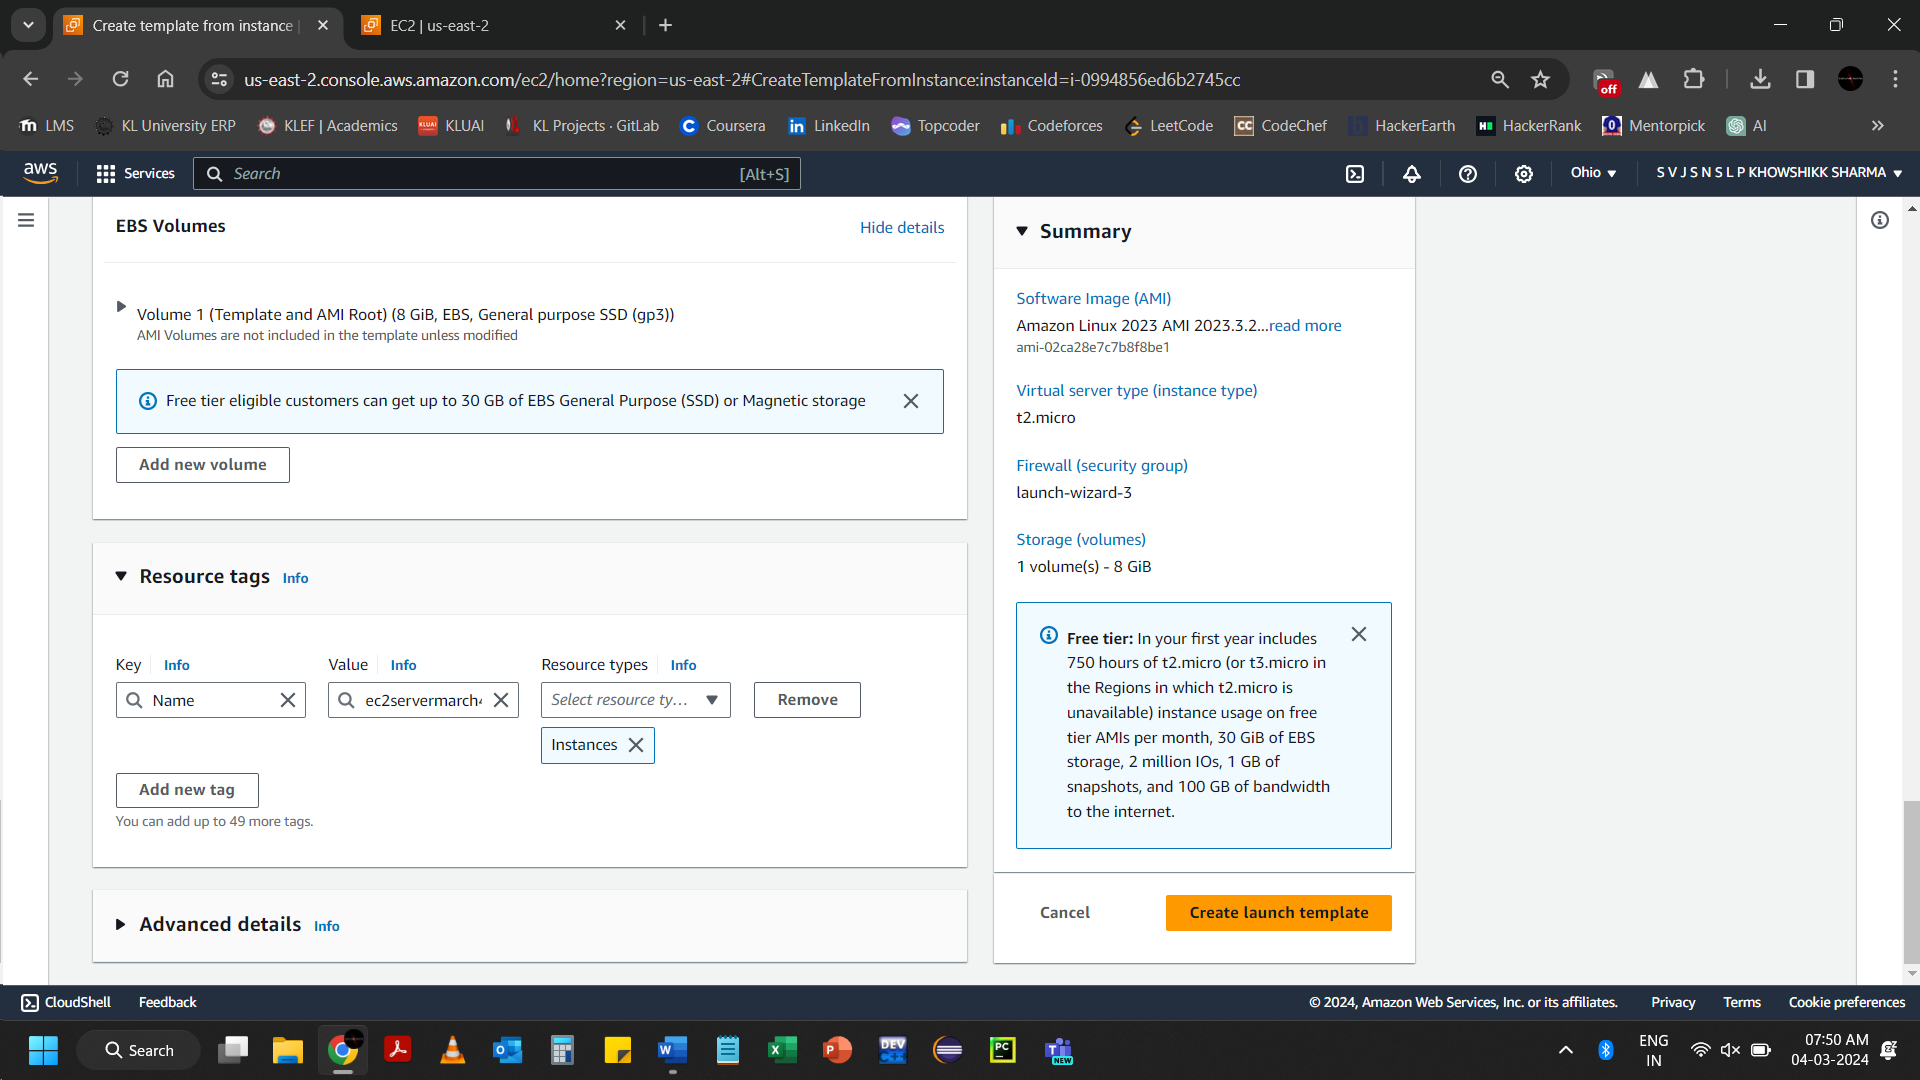 Create template from instance
EC2 | us-east-2
us-east-2.console.aws.amazon.com/ec2/home?region=us-east-2#CreateTemplateFromInstance:instanceId=i-0994856ed6b2745cc
off
LMS
KL University ERP
KLEF | Academics
KLUAI
KL Projects · GitLab
Coursera
LinkedIn
Topcoder
Codeforces
LeetCode
CodeChef
HackerEarth
HackerRank
Mentorpick
AI
aws
Services
Search
[Alt+S]
Ohio
S V J S N S L P KHOWSHIKK SHARMA
EBS Volumes
Hide details
Volume 1 (Template and AMI Root) (8 GiB, EBS, General purpose SSD (gp3))
AMI Volumes are not included in the template unless modified
Free tier eligible customers can get up to 30 GB of EBS General Purpose (SSD) or Magnetic storage
Add new volume
Resource tags
Info
Key
Info
Value
Info
Resource types
Info
Name
ec2servermarch4
Select resource ty...
Remove
Instances
Add new tag
You can add up to 49 more tags.
Advanced details
Info
Summary
Software Image (AMI)
Amazon Linux 2023 AMI 2023.3.2...read more
ami-02ca28e7c7b8f8be1
Virtual server type (instance type)
t2.micro
Firewall (security group)
launch-wizard-3
Storage (volumes)
1 volume(s) - 8 GiB
Free tier: In your first year includes
750 hours of t2.micro (or t3.micro in
the Regions in which t2.micro is
unavailable) instance usage on free
tier AMIs per month, 30 GiB of EBS
storage, 2 million IOs, 1 GB of
snapshots, and 100 GB of bandwidth
to the internet.
Cancel
Create launch template
CloudShell
Feedback
© 2024, Amazon Web Services, Inc. or its affiliates.
Privacy
Terms
Cookie preferences
Search
DEV
PC
NEW
ENG
IN
07:50 AM
04-03-2024